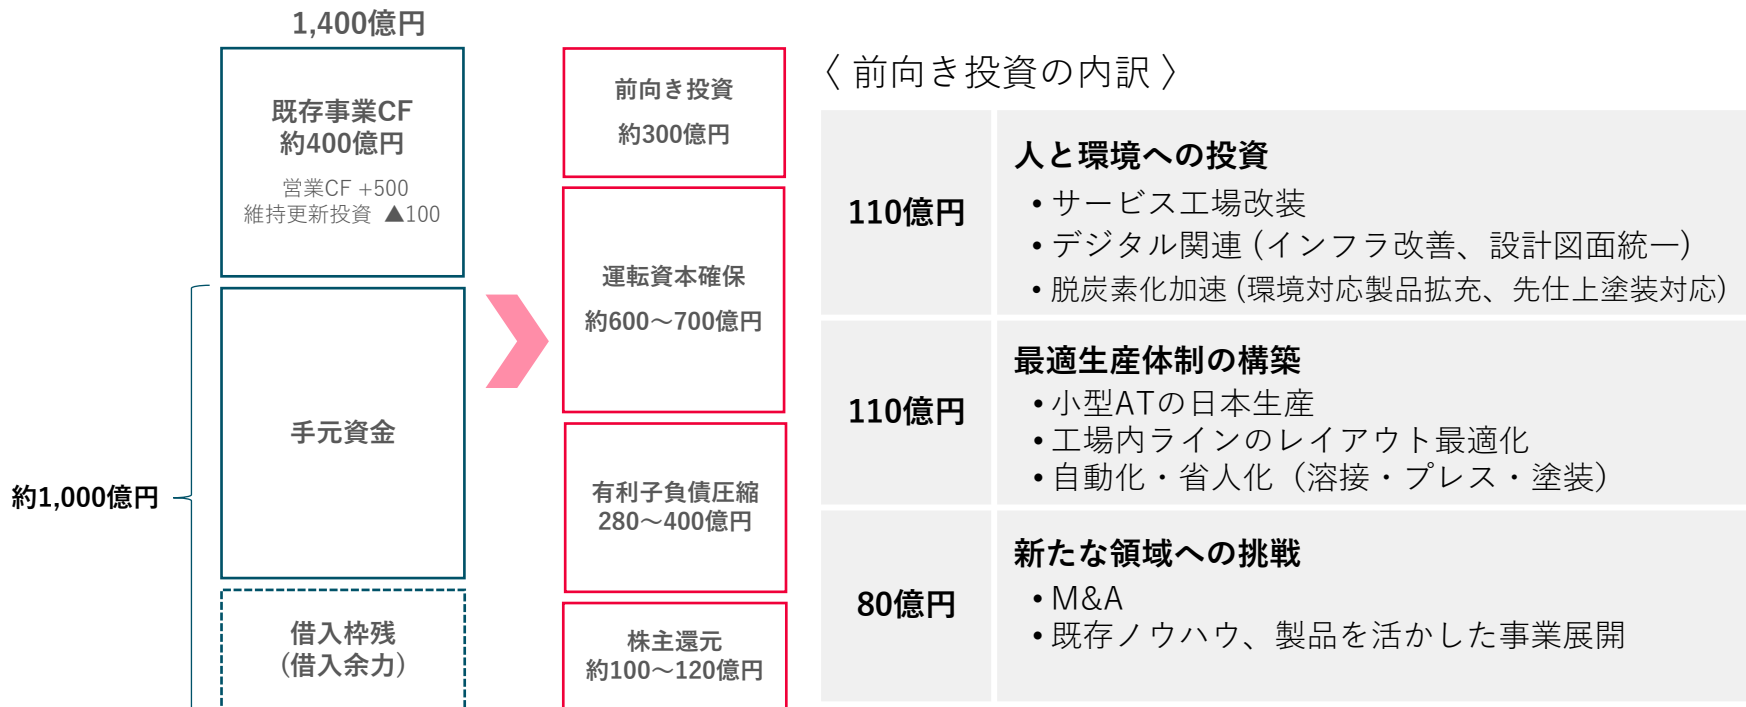 1,400億円
既存事業CF
約400億円
営業CF +500
維持更新投資 ▲100
手元資金
約1,000億円
借入枠残
(借入余力)
前向き投資
約300億円
運転資本確保
約600～700億円
有利子負債圧縮
280～400億円
株主還元
約100～120億円
〈 前向き投資の内訳 〉
110億円
人と環境への投資
• サービス工場改装
• デジタル関連 (インフラ改善、設計図面統一)
• 脱炭素化加速 (環境対応製品拡充、先仕上塗装対応)
110億円
最適生産体制の構築
• 小型ATの日本生産
• 工場内ラインのレイアウト最適化
• 自動化・省人化（溶接・プレス・塗装）
80億円
新たな領域への挑戦
• M&A
• 既存ノウハウ、製品を活かした事業展開